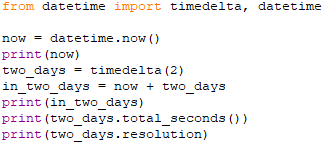 from datetime import timedelta, datetime
now = datetime.now()
print(now)
two_days = timedelta(2)
in_two_days = now + two_days
print(in_two_days)
print(two_days.total_seconds())
print(two_days.resolution)